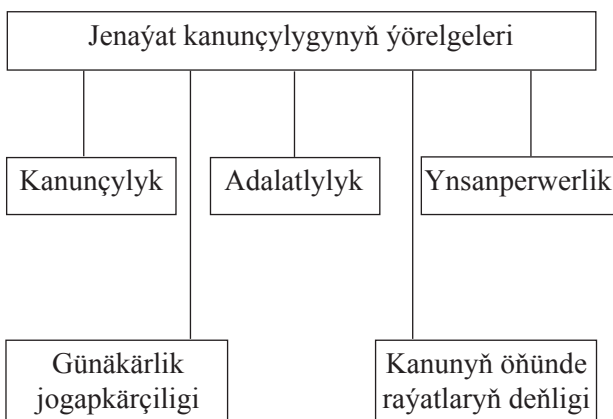 Jenaýat kanunçylygynyň ýörelgeleri
Kanunçylyk
Adalatlylyk
Ynsanperwerlik
Günäkärlik
jogapkärçiligi
Kanunyň öňünde
raýatlaryň deňligi